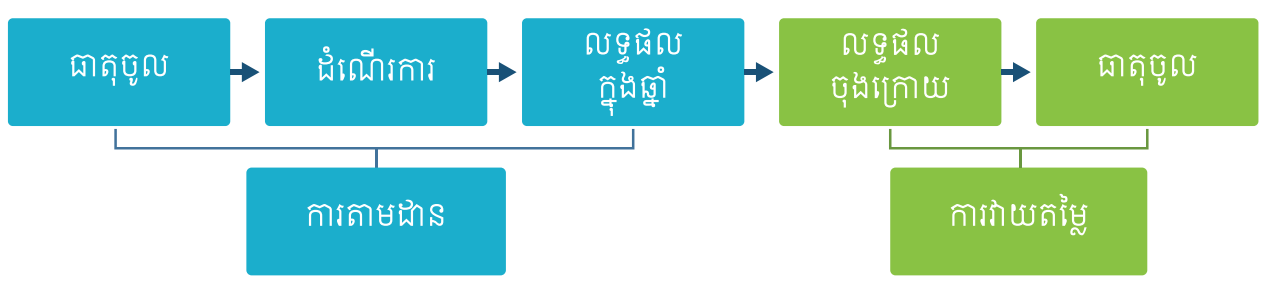 ធាតុចូល
ដំណើរការ
លទ្ធផល
ក្នុងឆ្នាំ
លទ្ធផល
ចុងក្រោយ
ធាតុចូល
ការតាមដាន
ការវាយតម្លៃ